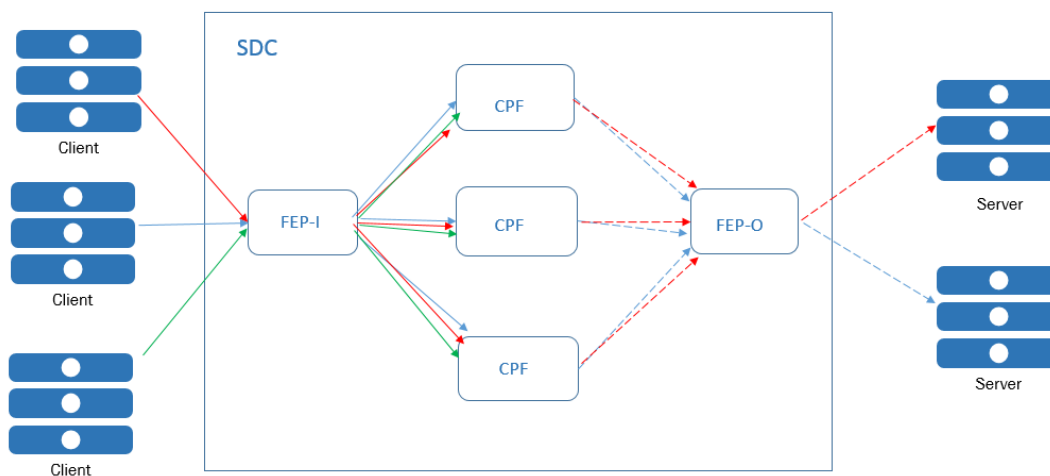 SDC
Client
Client
Client
FEP-I
CPF
CPF
CPF
FEP-O
Server
Server